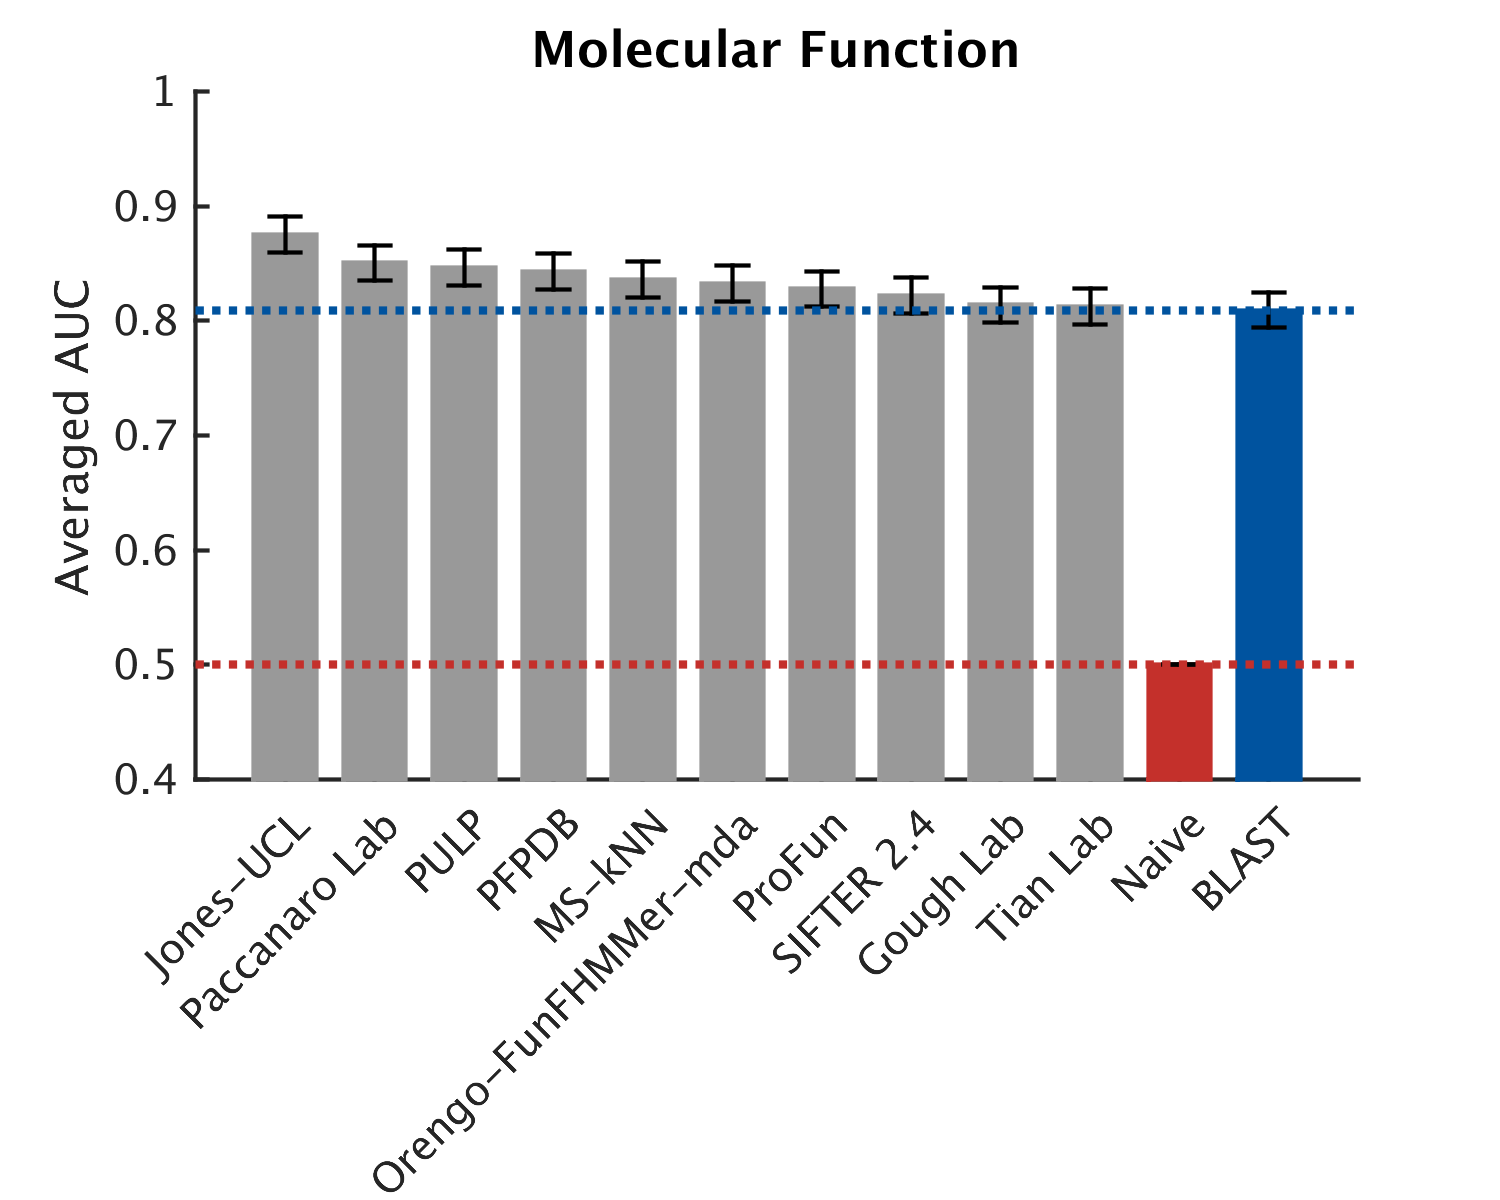 Molecular Function
Averaged AUC
1
0.9
0.8
0.7
0.6
0.5
0.4
Jones-UCL
Paccanaro Lab
PULP
PFPDB
MS-kNN
Orengo-FunFHMMer-mda
ProFun
SIFTER 2.4
Gough Lab
Tian Lab
Naive
BLAST